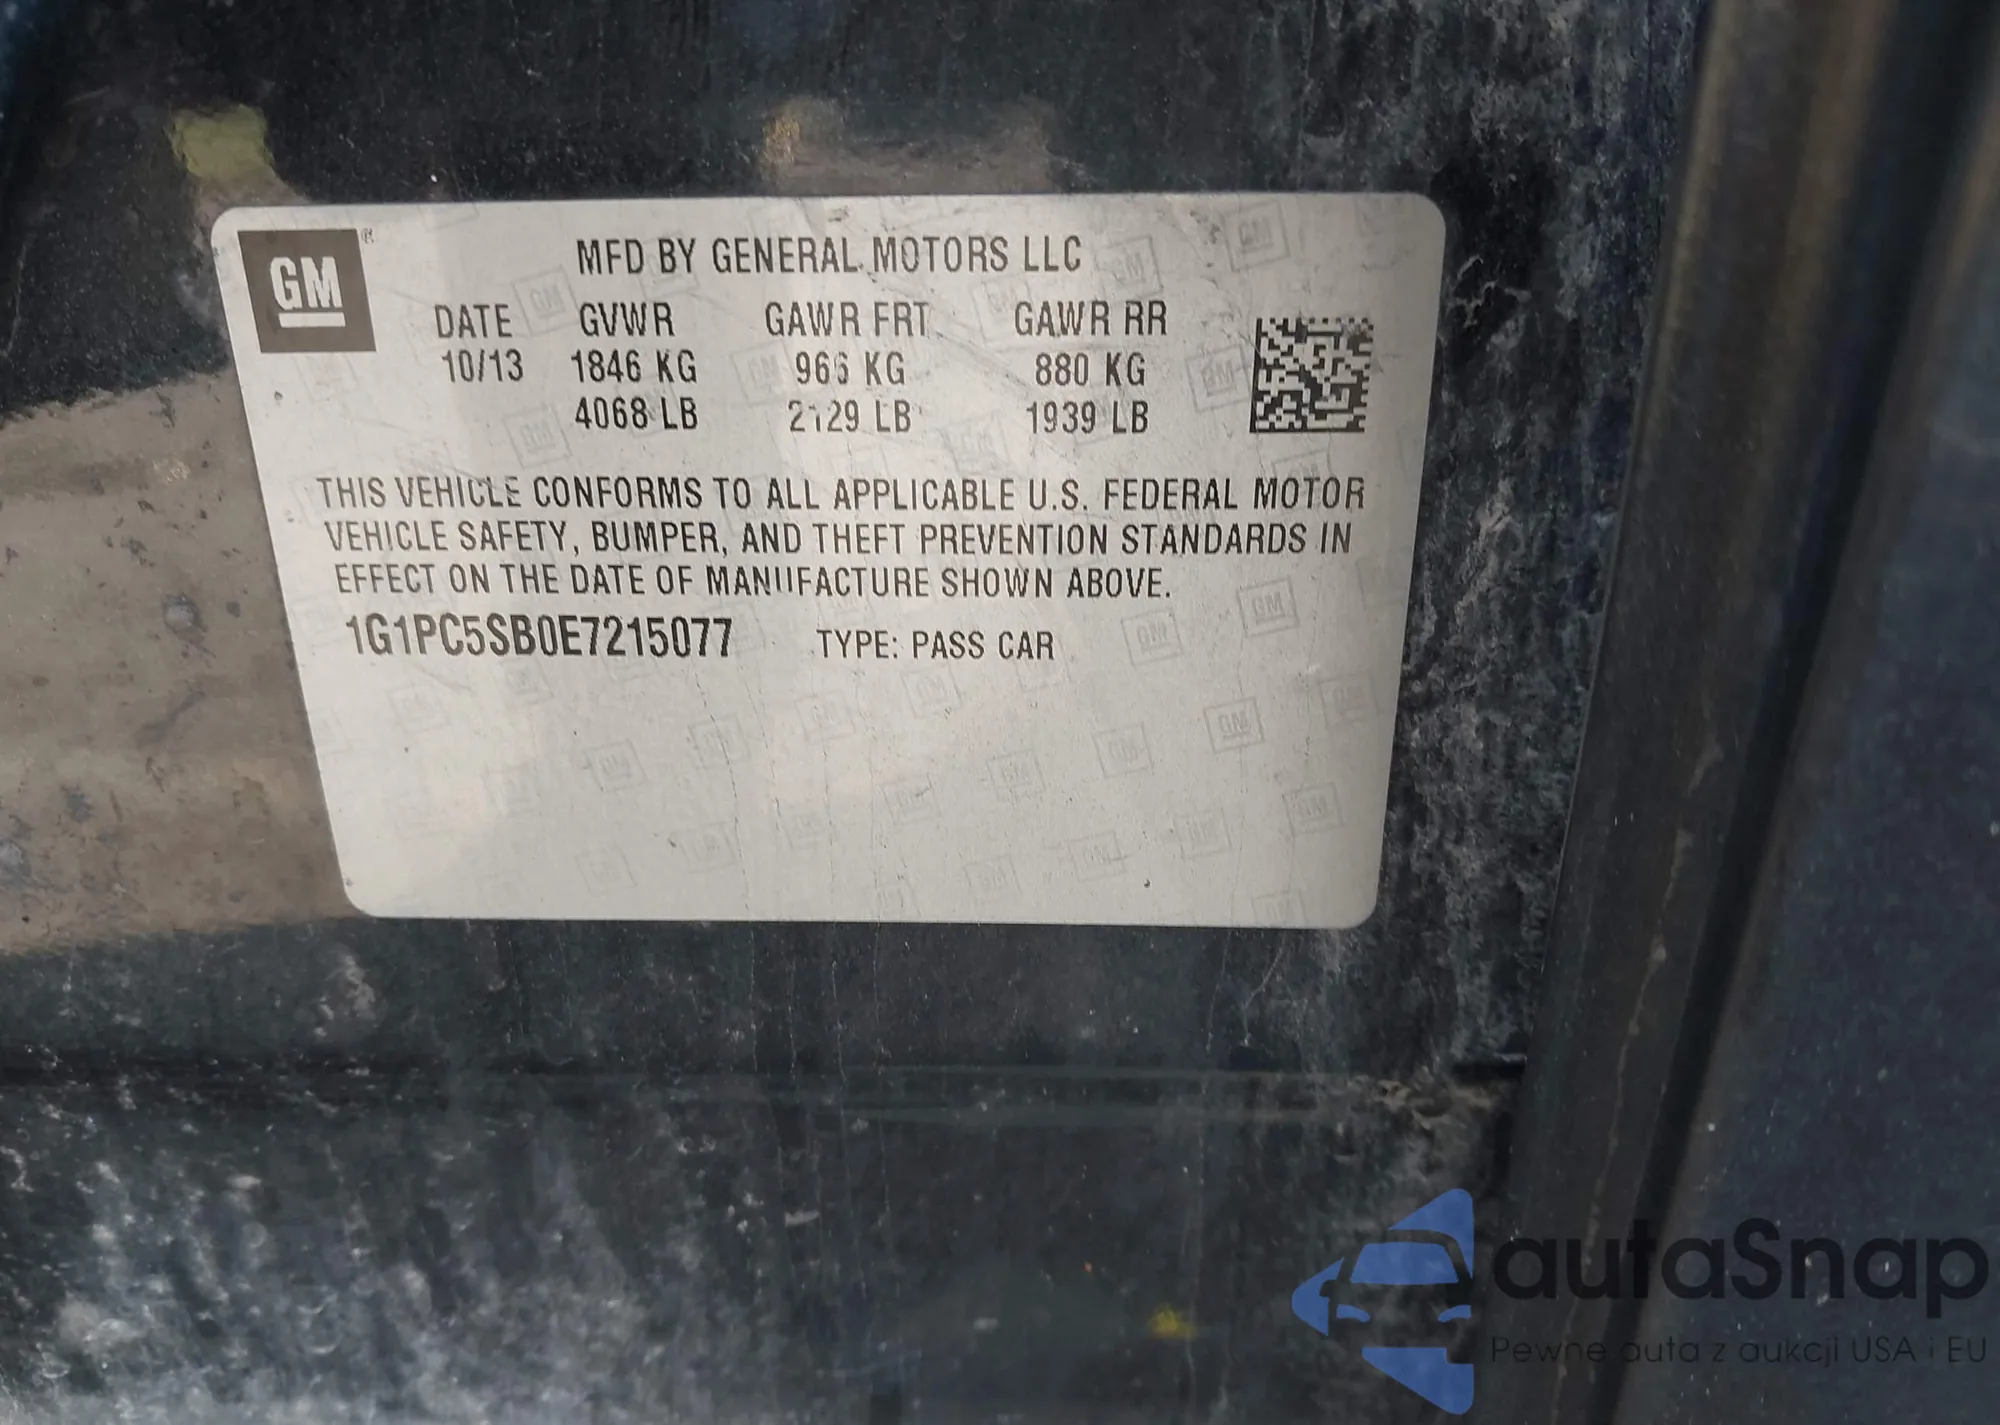 GM
MFD BY GENERAL MOTORS LLC
DATE GVWR GAWR FRT GAWR RR
10/13 1846 KG 966 KG 880 KG
4068 LB 2129 LB 1939 LB
THIS VEHICLE CONFORMS TO ALL APPLICABLE U.S. FEDERAL MOTOR
VEHICLE SAFETY, BUMPER, AND THEFT PREVENTION STANDARDS IN
EFFECT ON THE DATE OF MANUFACTURE SHOWN ABOVE.
1G1PC5SB0E7215077 TYPE: PASS CAR
autaSnap
Pewne auta z aukcji USA i EU